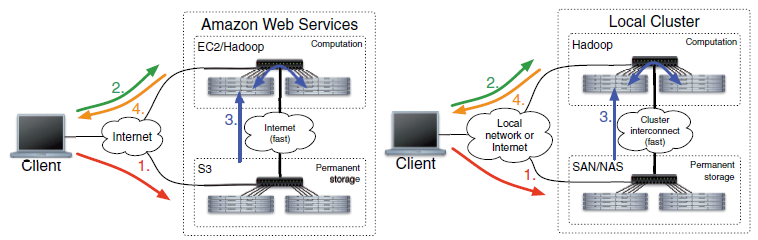 Amazon Web Services
EC2/Hadoop
Computation
2.
4.
3.
Internet
Internet
(fast)
Client
1.
S3
Permanent
storage
Local Cluster
Hadoop
Computation
2.
4.
3.
Local
network or
Internet
Cluster
interconnect
(fast)
Client
1.
SAN/NAS
Permanent
storage